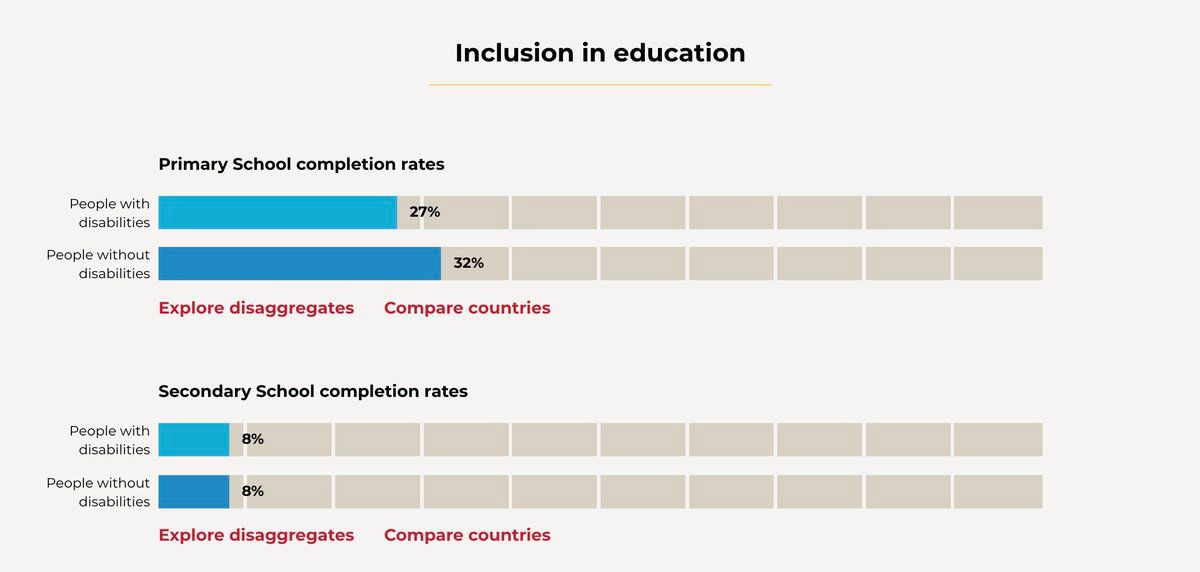 Inclusion in education
Primary School completion rates
People with
disabilities
27%
People without
disabilities
32%
Explore disaggregates Compare countries
Secondary School completion rates
People with
disabilities
8%
People without
disabilities
8%
Explore disaggregates Compare countries